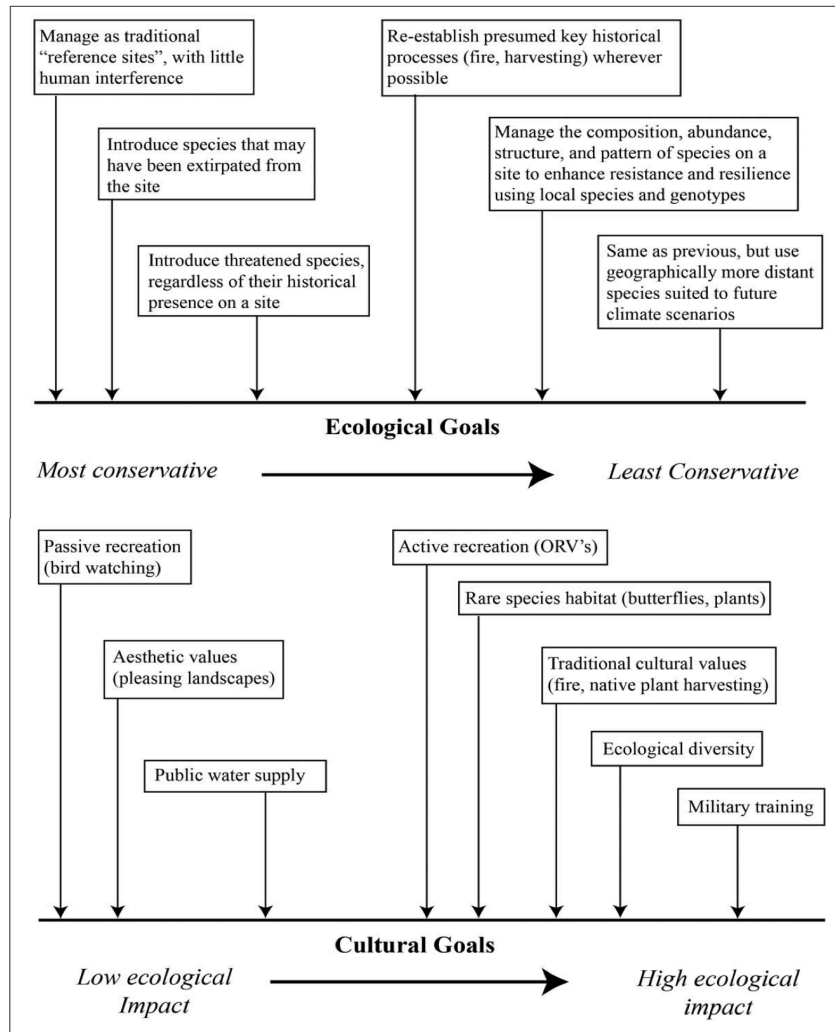 Manage as traditional
“reference sites”, with little
human interference
Re-establish presumed key historical
processes (fire, harvesting) wherever
possible
Introduce species that may
have been extirpated from
the site
Manage the composition, abundance,
structure, and pattern of species on a
site to enhance resistance and resilience
using local species and genotypes
Introduce threatened species,
regardless of their historical
presence on a site
Same as previous, but use
geographically more distant
species suited to future
climate scenarios
Ecological Goals
Most conservative
Least Conservative
Passive recreation
(bird watching)
Active recreation (ORV's)
Rare species habitat (butterflies, plants)
Aesthetic values
(pleasing landscapes)
Traditional cultural values
(fire, native plant harvesting)
Ecological diversity
Public water supply
Military training
Cultural Goals
Low ecological
Impact
High ecological
impact